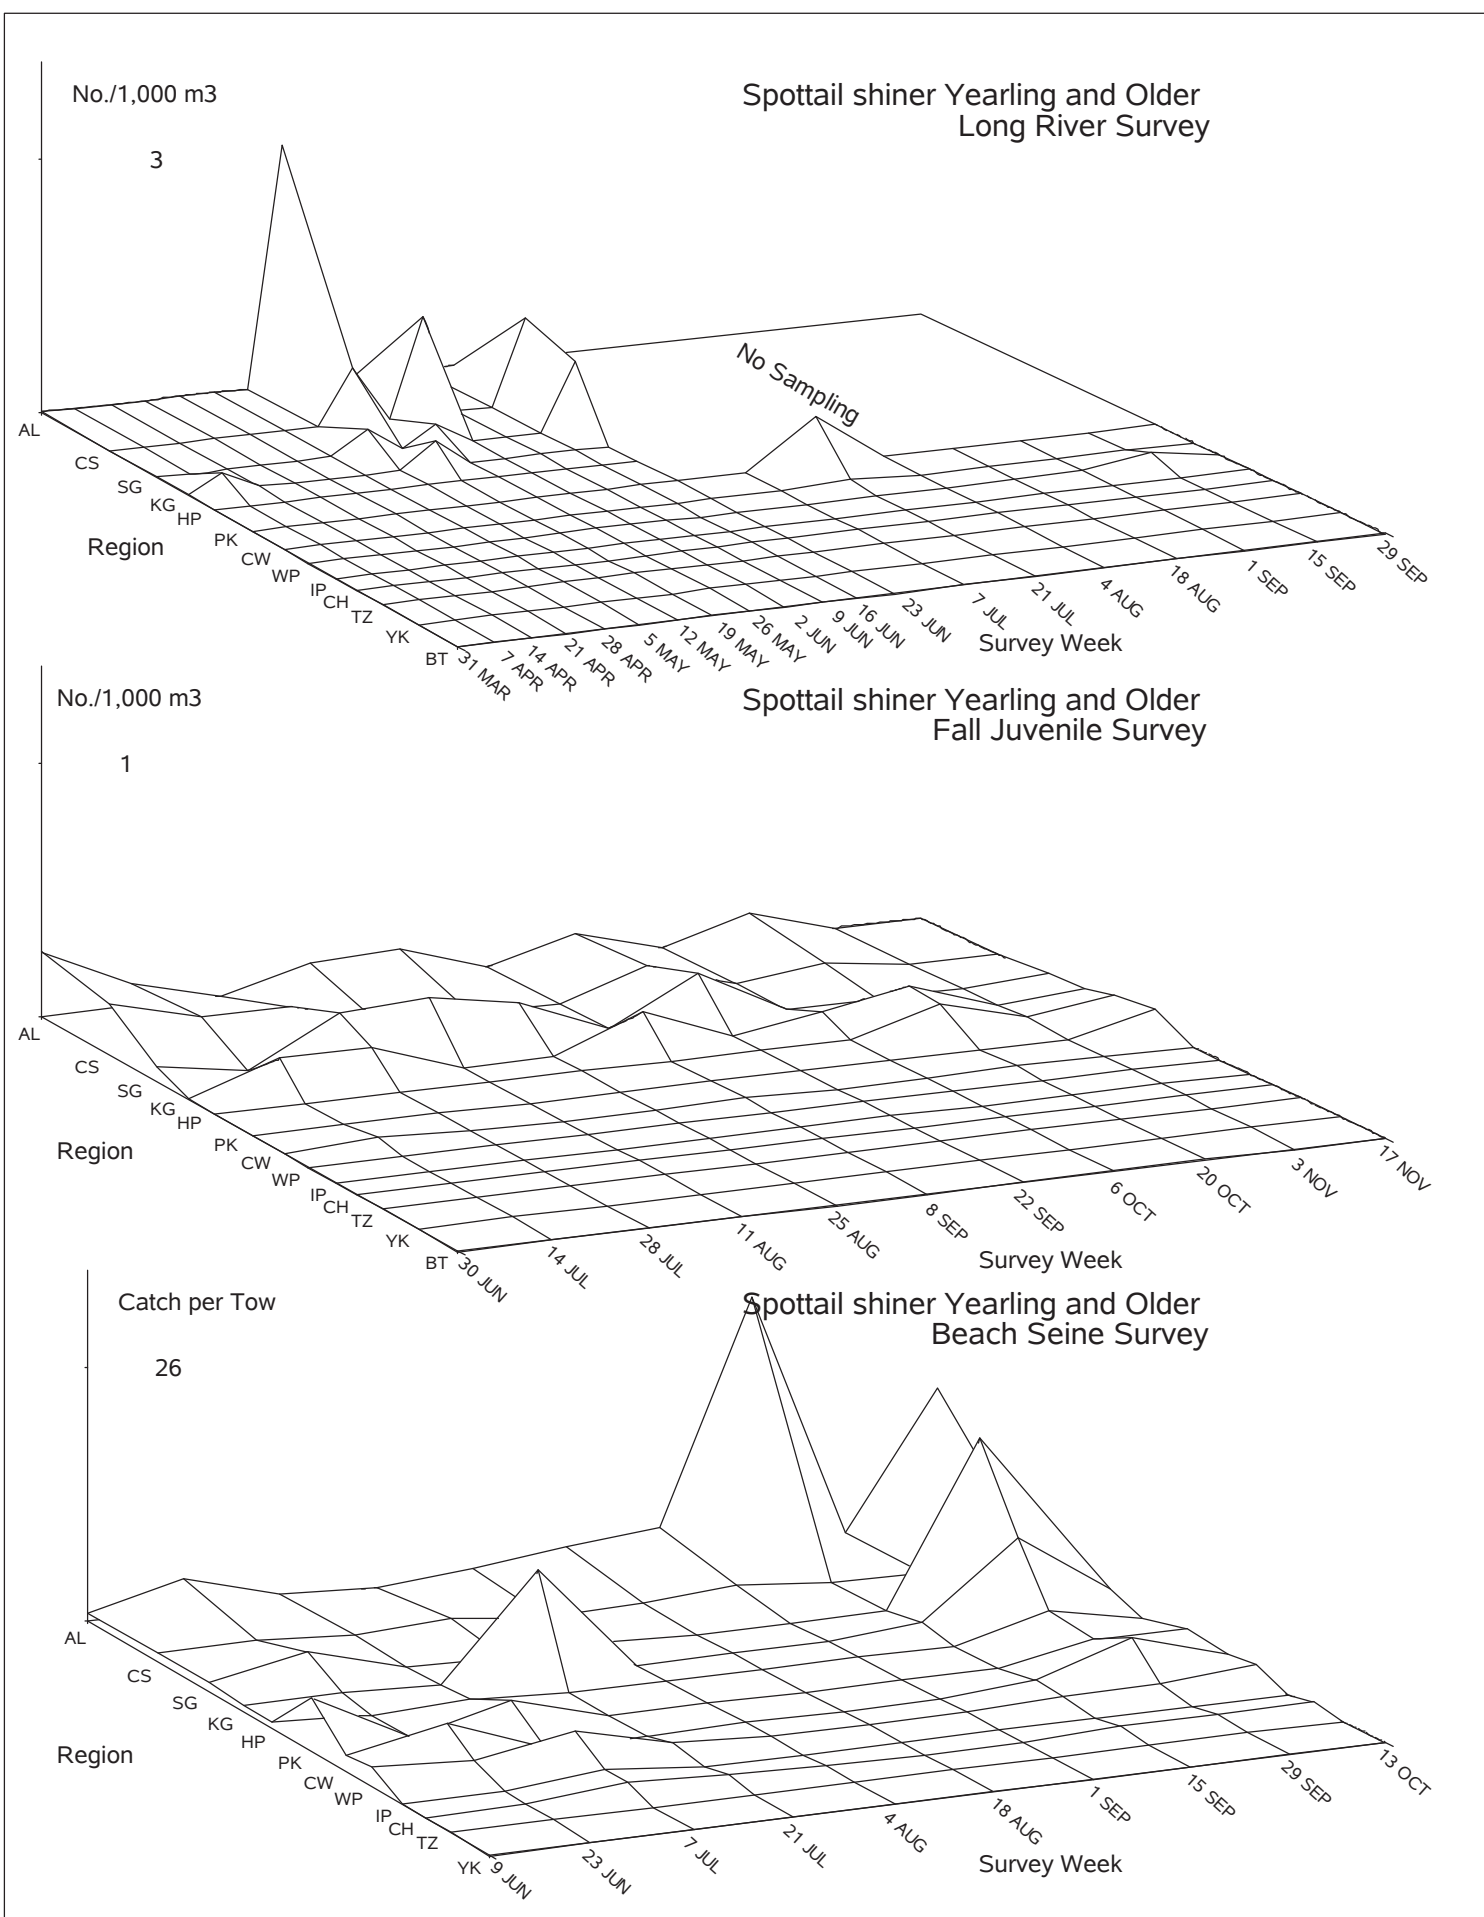 No./1,000 m3
Spottail shiner Yearling and Older
Long River Survey
3
No Sampling
AL
CS
SG
KG
HP
PK
CW
WP
IP
CH
TZ
YK
BT
Region
31 MAR
7 APR
14 APR
21 APR
28 APR
5 MAY
12 MAY
19 MAY
26 MAY
2 JUN
9 JUN
16 JUN
23 JUN
7 JUL
21 JUL
4 AUG
18 AUG
1 SEP
15 SEP
29 SEP
Survey Week
No./1,000 m3
Spottail shiner Yearling and Older
Fall Juvenile Survey
1
AL
CS
SG
KG
HP
PK
CW
WP
IP
CH
TZ
YK
BT
Region
30 JUN
14 JUL
28 JUL
11 AUG
25 AUG
8 SEP
22 SEP
6 OCT
20 OCT
3 NOV
17 NOV
Survey Week
Catch per Tow
Spottail shiner Yearling and Older
Beach Seine Survey
26
AL
CS
SG
KG
HP
PK
CW
WP
IP
CH
TZ
YK
Region
9 JUN
23 JUN
7 JUL
21 JUL
4 AUG
18 AUG
1 SEP
15 SEP
29 SEP
13 OCT
Survey Week